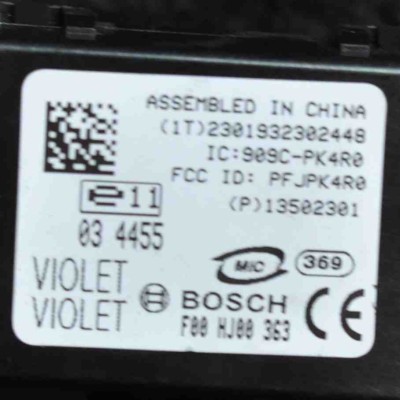 ASSEMBLED IN CHINA
(1T)2301932302448
IC:909C-PK4R0
FCC ID: PFJPK4R0
(P)13502301
e11
03 4455
MIC
369
VIOLET
VIOLET
BOSCH
CE
F00 HJ00 363